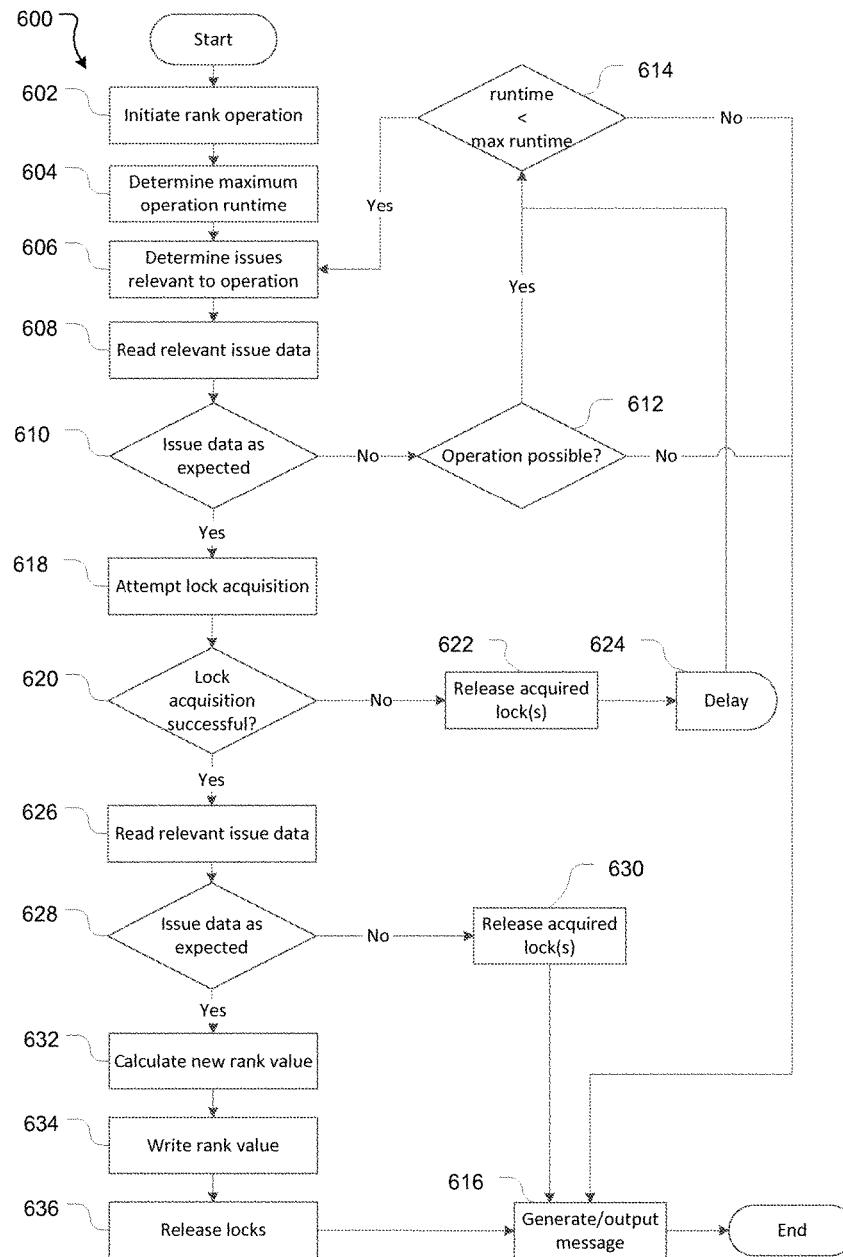 600
Start
602
Initiate rank operation
614
runtime
<
max runtime
No
Yes
604
Determine maximum
operation runtime
606
Determine issues
relevant to operation
608
Read relevant issue data
Yes
610
Issue data as
expected
No
612
Operation possible?
No
Yes
618
Attempt lock acquisition
620
Lock
acquisition
successful?
No
622
Release acquired
lock(s)
624
Delay
Yes
626
Read relevant issue data
628
Issue data as
expected
No
630
Release acquired
lock(s)
Yes
632
Calculate new rank value
634
Write rank value
636
Release locks
616
Generate/output
message
End